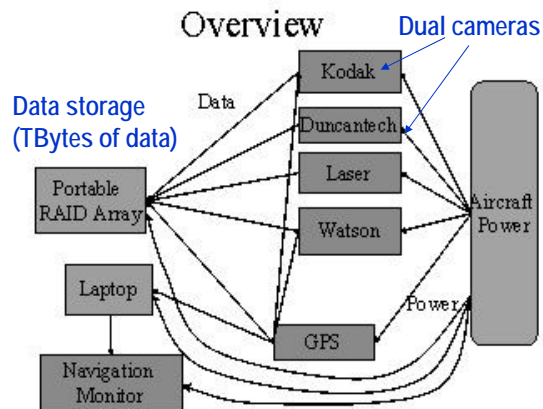 Overview
Dual cameras
Kodak
Data
Data storage
(TBytes of data)
Duncantech
Laser
Portable
RAID Array
Watson
Aircraft
Power
Laptop
Power
GPS
Navigation
Monitor